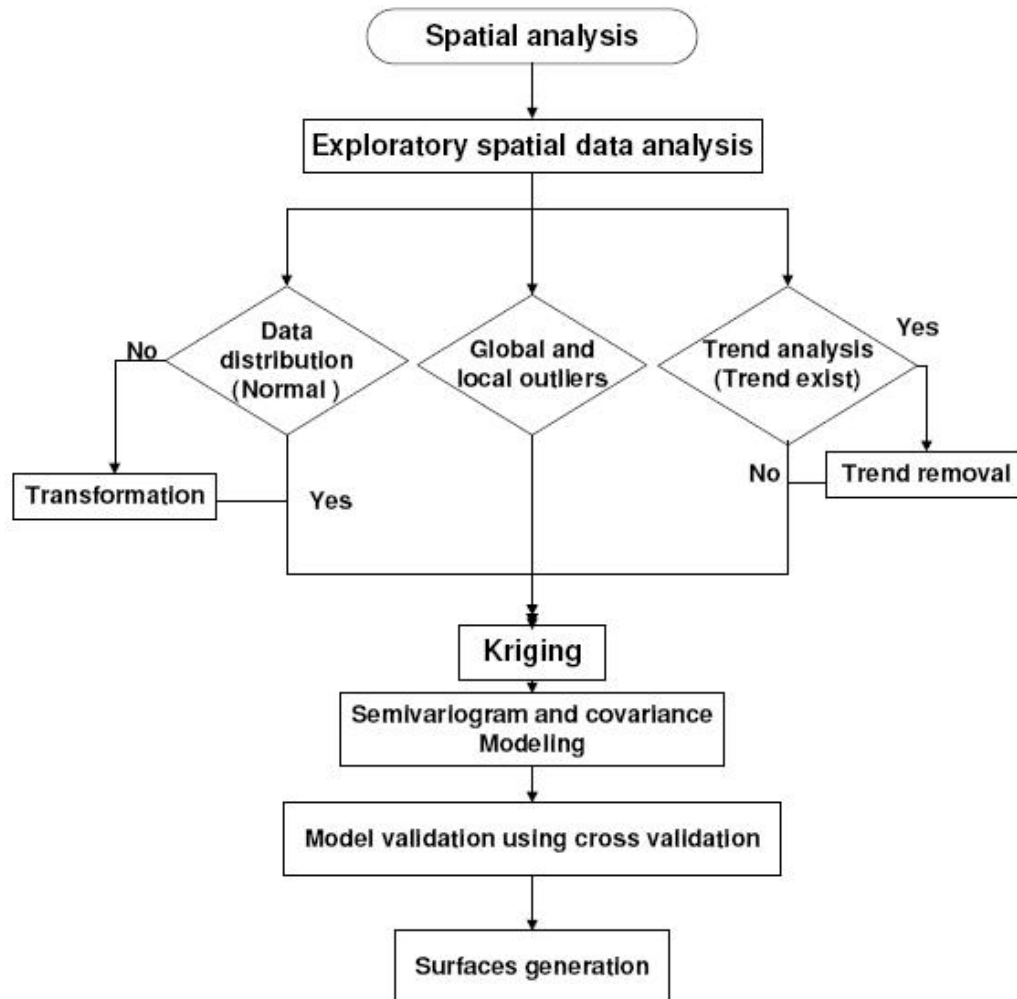 Spatial analysis
Exploratory spatial data analysis
Data
distribution
(Normal )
Global and
local outliers
Trend analysis
(Trend exist)
No
Yes
Transformation
Yes
No
Trend removal
Kriging
Semivariogram and covariance
Modeling
Model validation using cross validation
Surfaces generation